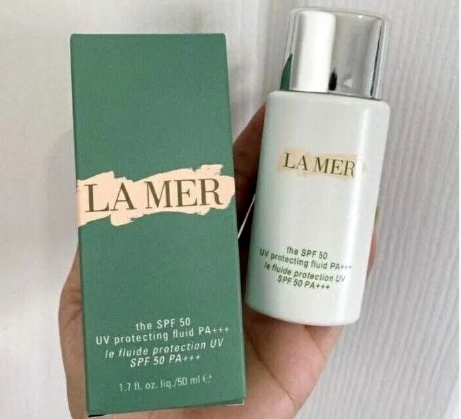 LA MER
the SPF 50
UV protecting fluid PA+++
le fluide protection UV
SPF 50 PA+++
1.7 fl. oz. liq./50 ml ℮
LA MER
the SPF 50
UV protecting fluid PA+++
le fluide protection UV
SPF 50 PA+++